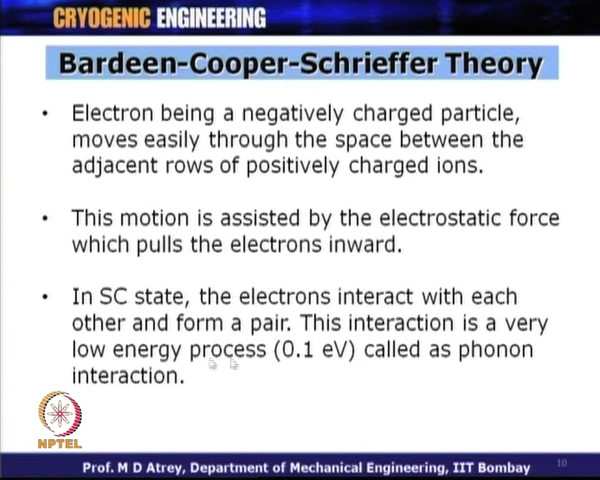 CRYOGENIC ENGINEERING
Bardeen-Cooper-Schrieffer Theory
• Electron being a negatively charged particle,
moves easily through the space between the
adjacent rows of positively charged ions.
• This motion is assisted by the electrostatic force
which pulls the electrons inward.
• In SC state, the electrons interact with each
other and form a pair. This interaction is a very
low energy process (0.1 eV) called as phonon
interaction.
NPTEL
Prof. M D Atrey, Department of Mechanical Engineering, IIT Bombay
10